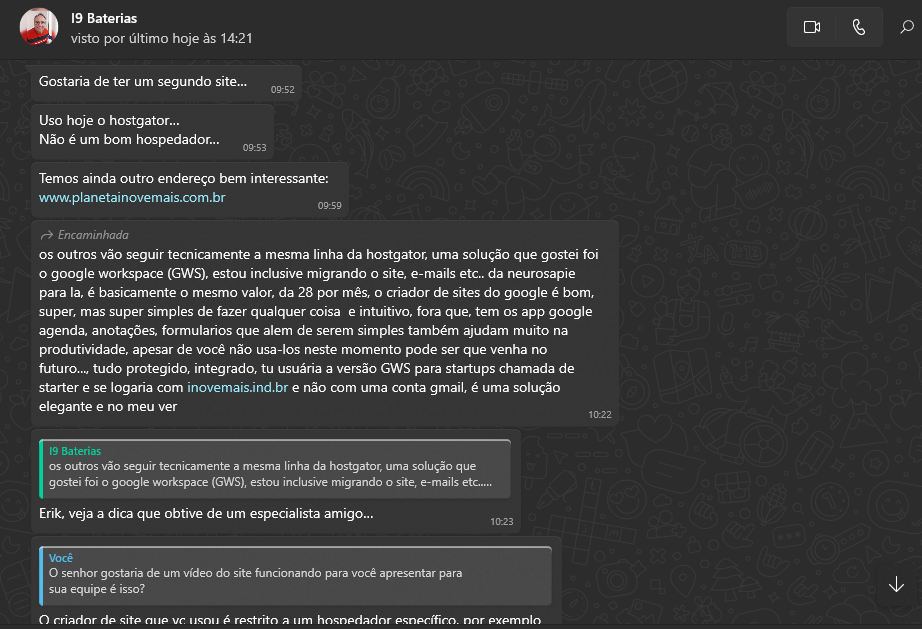 I9 Baterias
visto por último hoje às 14:21
Gostaria de ter um segundo site...
09:52
Uso hoje o hostgator...
Não é um bom hospedador...
09:53
Temos ainda outro endereço bem interessante:
www.planetainovemais.com.br
09:59
Encaminhada
os outros vão seguir tecnicamente a mesma linha da hostgator, uma solução que gostei foi
o google workspace (GWS), estou inclusive migrando o site, e-mails etc.. da neurosapie
para la, é basicamente o mesmo valor, da 28 por mês, o criador de sites do google é bom,
super, mas super simples de fazer qualquer coisa e intuitivo, fora que, tem os app google
agenda, anotações, formularios que alem de serem simples também ajudam muito na
produtividade, apesar de você não usa-los neste momento pode ser que venha no
futuro..., tudo protegido, integrado, tu usuária a versão GWS para startups chamada de
starter e se logaria com inovemais.ind.br e não com uma conta gmail, é uma solução
elegante e no meu ver
10:22
I9 Baterias
os outros vão seguir tecnicamente a mesma linha da hostgator, uma solução que
gostei foi o google workspace (GWS), estou inclusive migrando o site, e-mails etc.....
Erik, veja a dica que obtive de um especialista amigo...
10:23
Você
O senhor gostaria de um vídeo do site funcionando para você apresentar para
sua equipe é isso?
O criador de site que vc usou é restrito a um hospedador específico, por exemplo